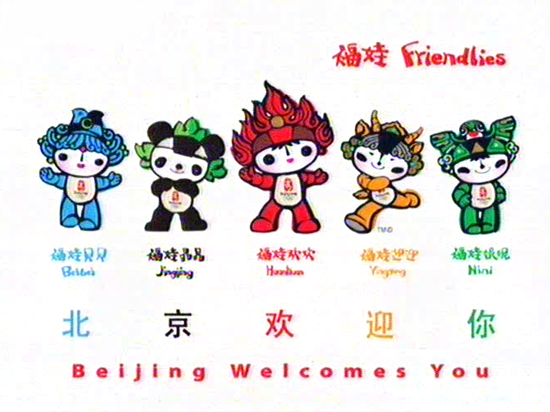 福娃 Friendlies
福娃贝贝 福娃晶晶 福娃欢欢 福娃迎迎 福娃妮妮
Beibei Jingjing Huanhuan Yingying Nini
北 京 欢 迎 你
Beijing Welcomes You